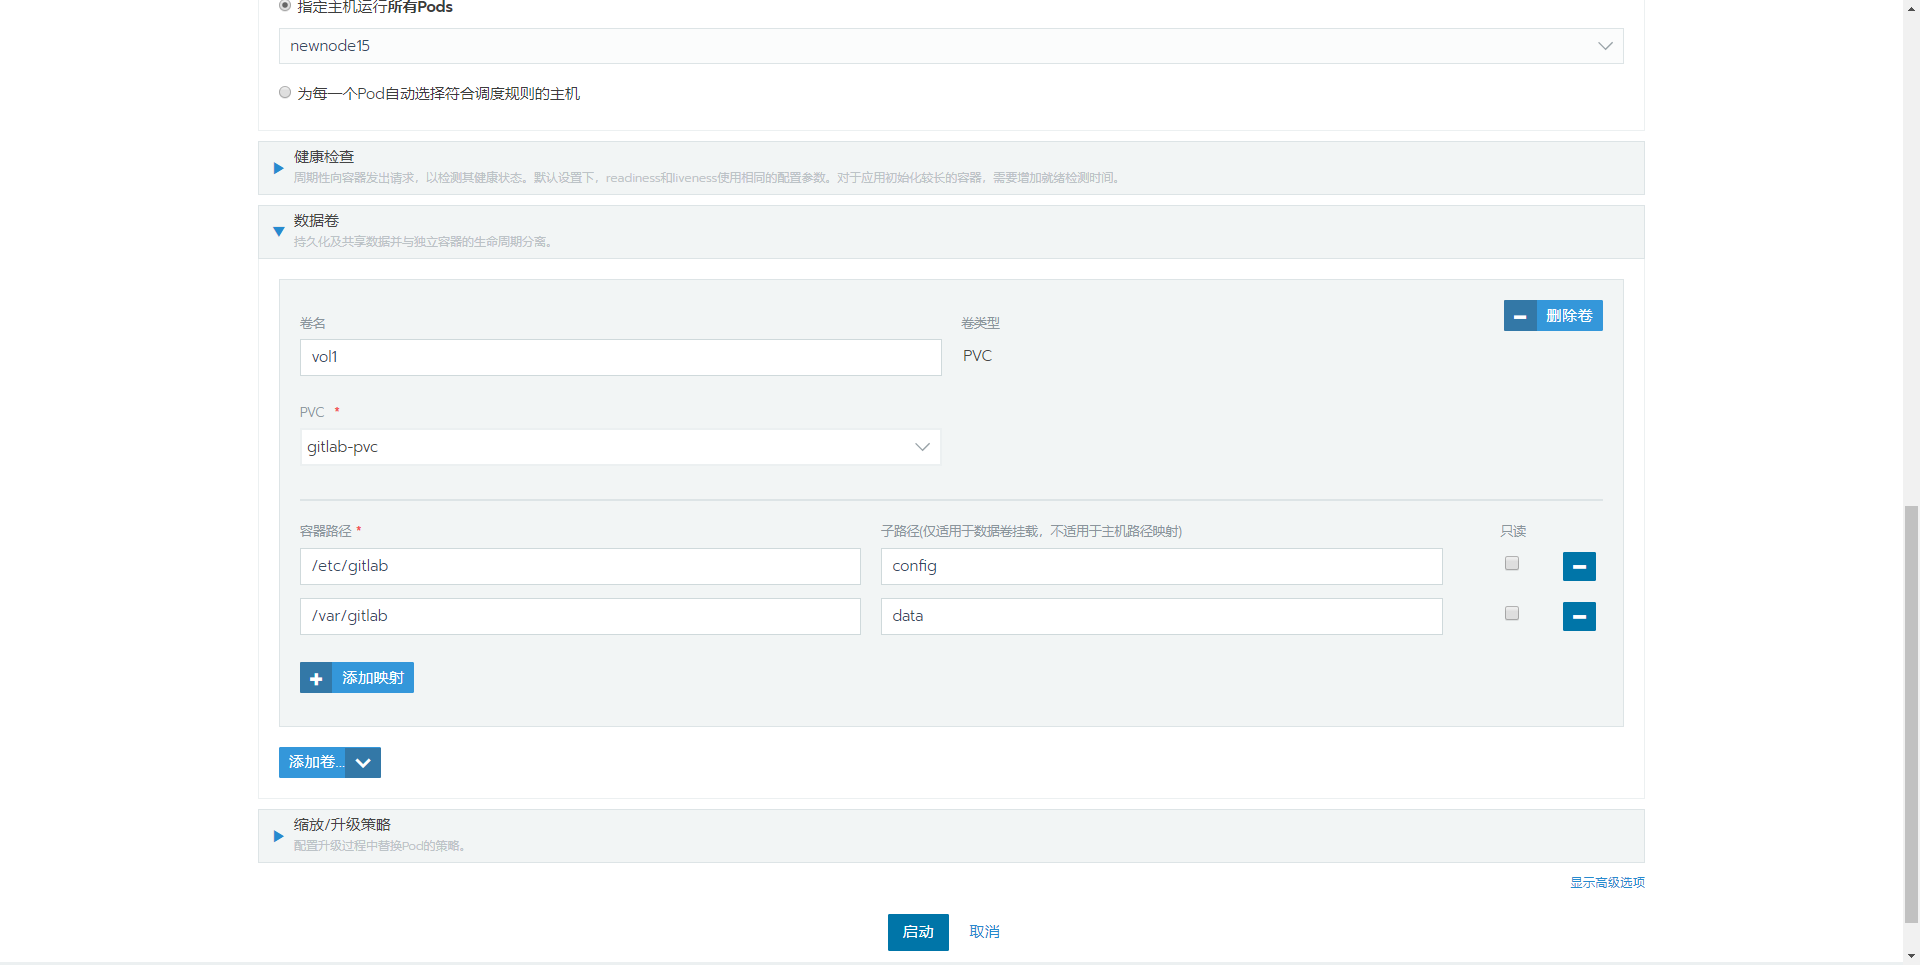 指定主机运行所有Pods
newnode15
为每一个Pod自动选择符合调度规则的主机
健康检查
周期性向容器发出请求，以检测其健康状态。默认设置下，readiness和liveness使用相同的配置参数。对于应用初始化较长的容器，需要增加就绪检测时间。
数据卷
持久化及共享数据并与独立容器的生命周期分离。
删除卷
卷名
卷类型
vol1
PVC
PVC *
gitlab-pvc
容器路径 *
子路径(仅适用于数据卷挂载，不适用于主机路径映射)
只读
/etc/gitlab
config
/var/gitlab
data
添加映射
添加卷...
缩放/升级策略
配置升级过程中替换Pod的策略。
显示高级选项
启动
取消